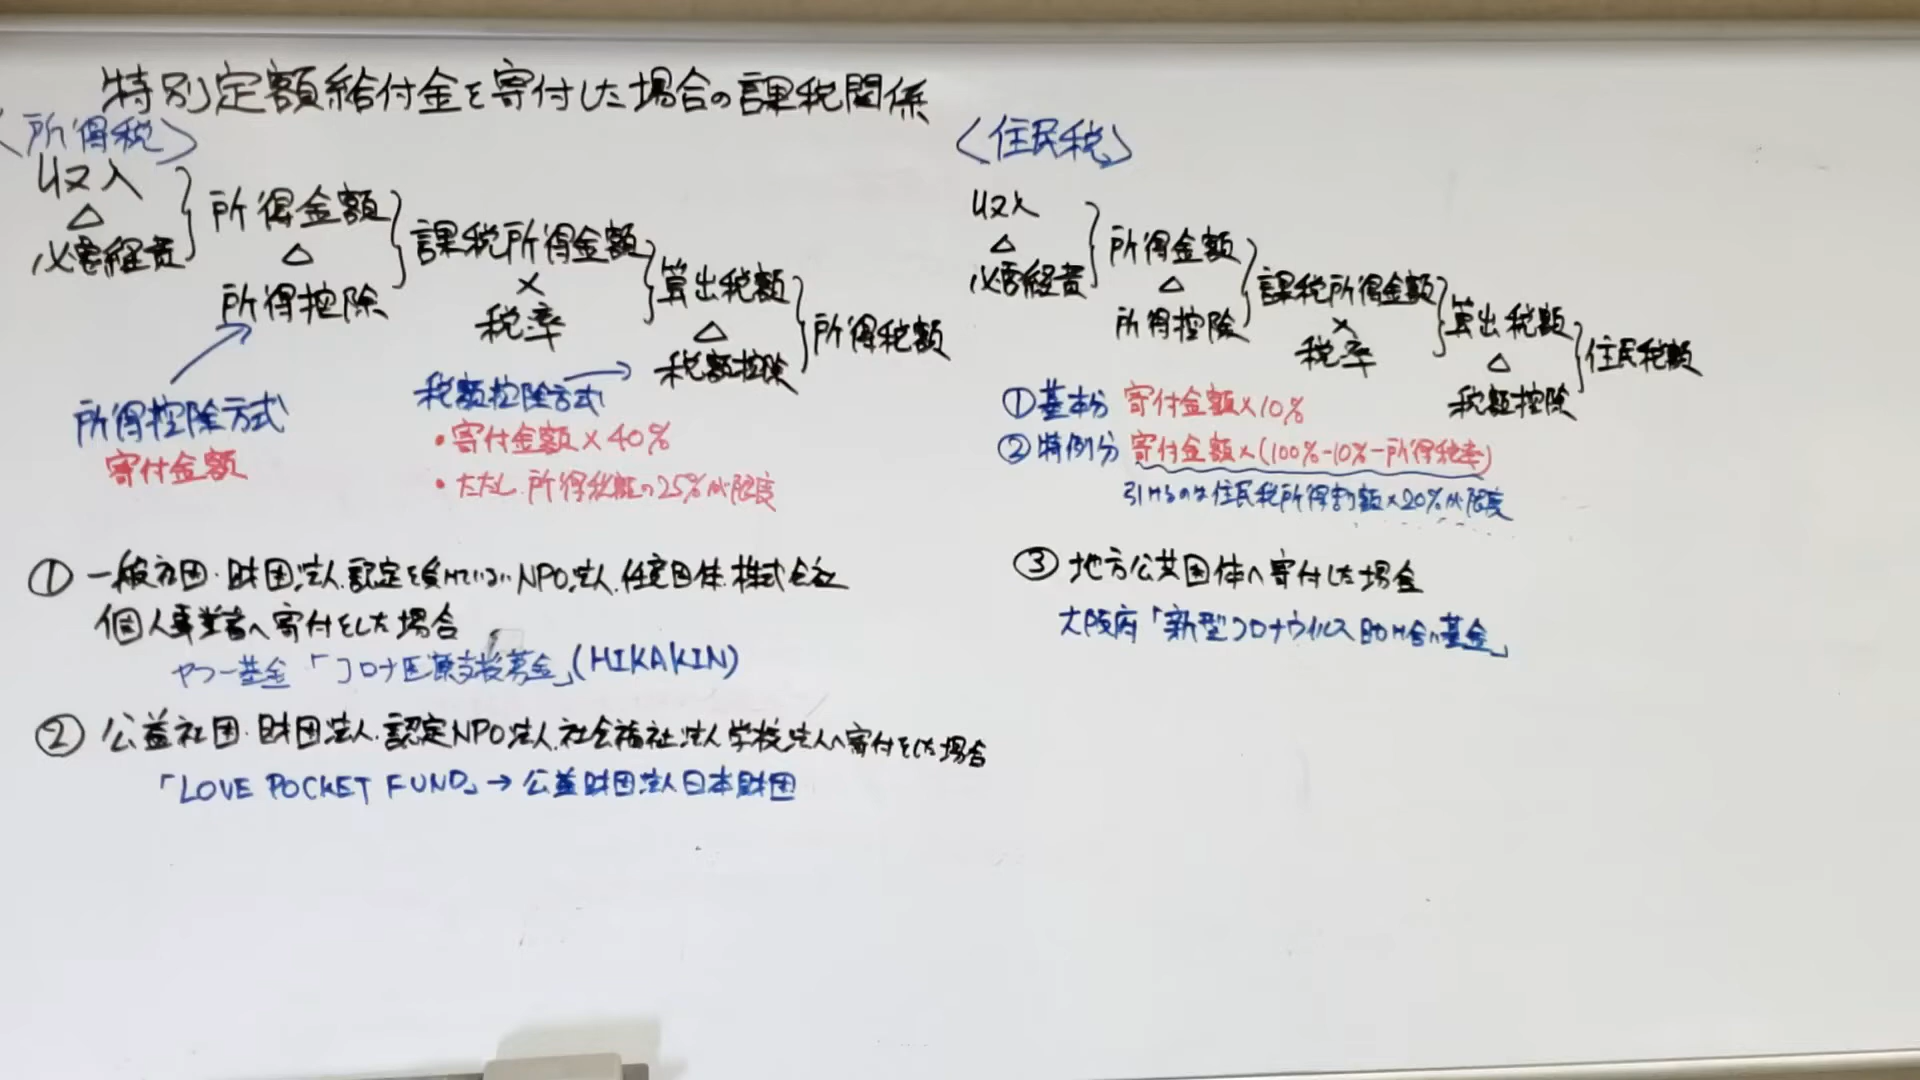 特別定額給付金を寄付した場合の課税関係
〈所得税〉
収入
△
必要経費
所得金額
△
所得控除
課税所得金額
×
税率
算出税額
△
税額控除
所得税額
所得控除方式
寄付金額
税額控除方式
・寄付金額×40%
・ただし、所得税額の25%が限度
〈住民税〉
収入
△
必要経費
所得金額
△
所得控除
課税所得金額
×
税率
算出税額
△
税額控除
住民税額
①基本分 寄付金額×10%
②特例分 寄付金額×(100%-10%-所得税率)
引けるのは住民税所得割額×20%が限度
① 一般社団・財団法人、認定を受けていないNPO法人、任意団体、株式会社
個人事業者へ寄付をした場合
ヤフー基金「コロナ医療支援募金」(HIKAKIN)
② 公益社団・財団法人、認定NPO法人、社会福祉法人、学校法人へ寄付をした場合
「LOVE POCKET FUND」→公益財団法人日本財団
③ 地方公共団体へ寄付した場合
大阪府「新型コロナウイルス助け合い基金」